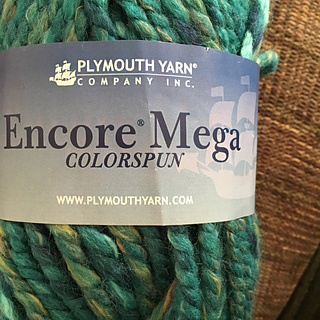 PLYMOUTH YARN®
COMPANY INC.
Encore® Mega
COLORSPUN
WWW.PLYMOUTHYARN.COM